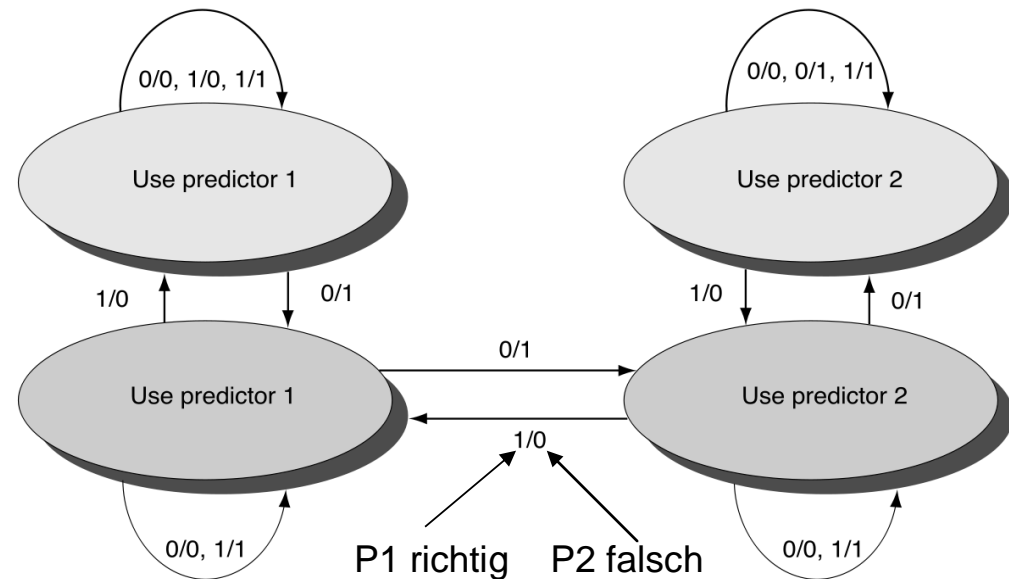 0/0, 1/0, 1/1
0/0, 0/1, 1/1
Use predictor 1
Use predictor 2
1/0
0/1
1/0
0/1
0/1
Use predictor 1
Use predictor 2
1/0
0/0, 1/1
P1 richtig
P2 falsch
0/0, 1/1